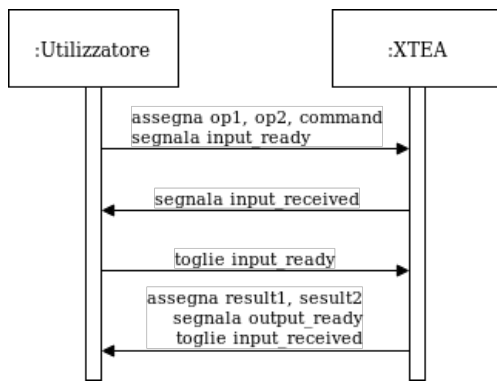 :Utilizzatore
:XTEA
assegna op1, op2, command
segnala input_ready
segnala input_received
toglie input_ready
assegna result1, sesult2
segnala output_ready
toglie input_received